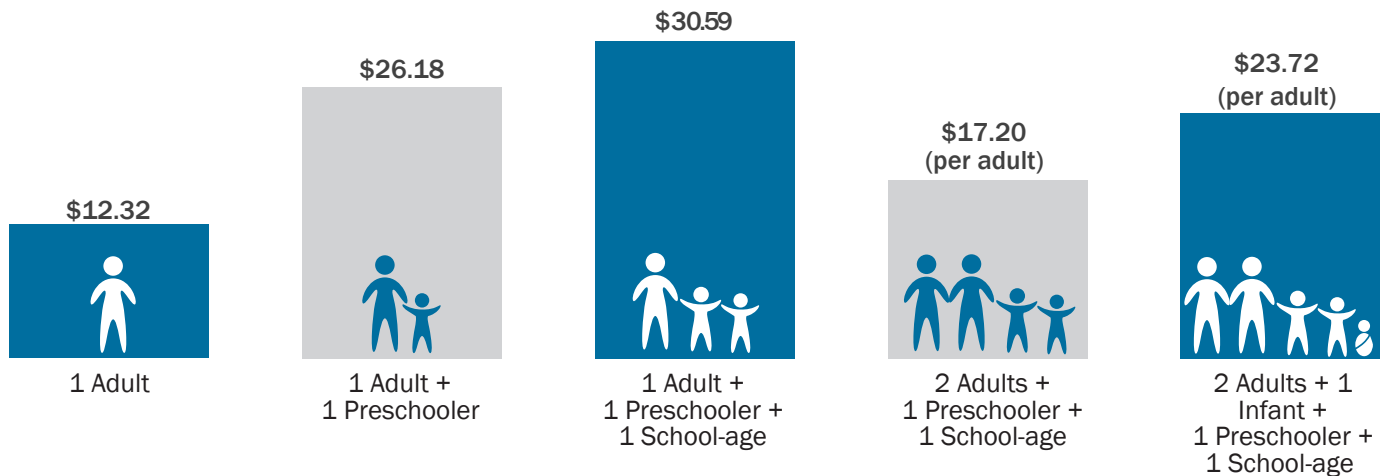 $12.32
1 Adult
$26.18
1 Adult +
1 Preschooler
$30.59
1 Adult +
1 Preschooler +
1 School-age
$17.20
(per adult)
2 Adults +
1 Preschooler +
1 School-age
$23.72
(per adult)
2 Adults + 1
Infant +
1 Preschooler +
1 School-age